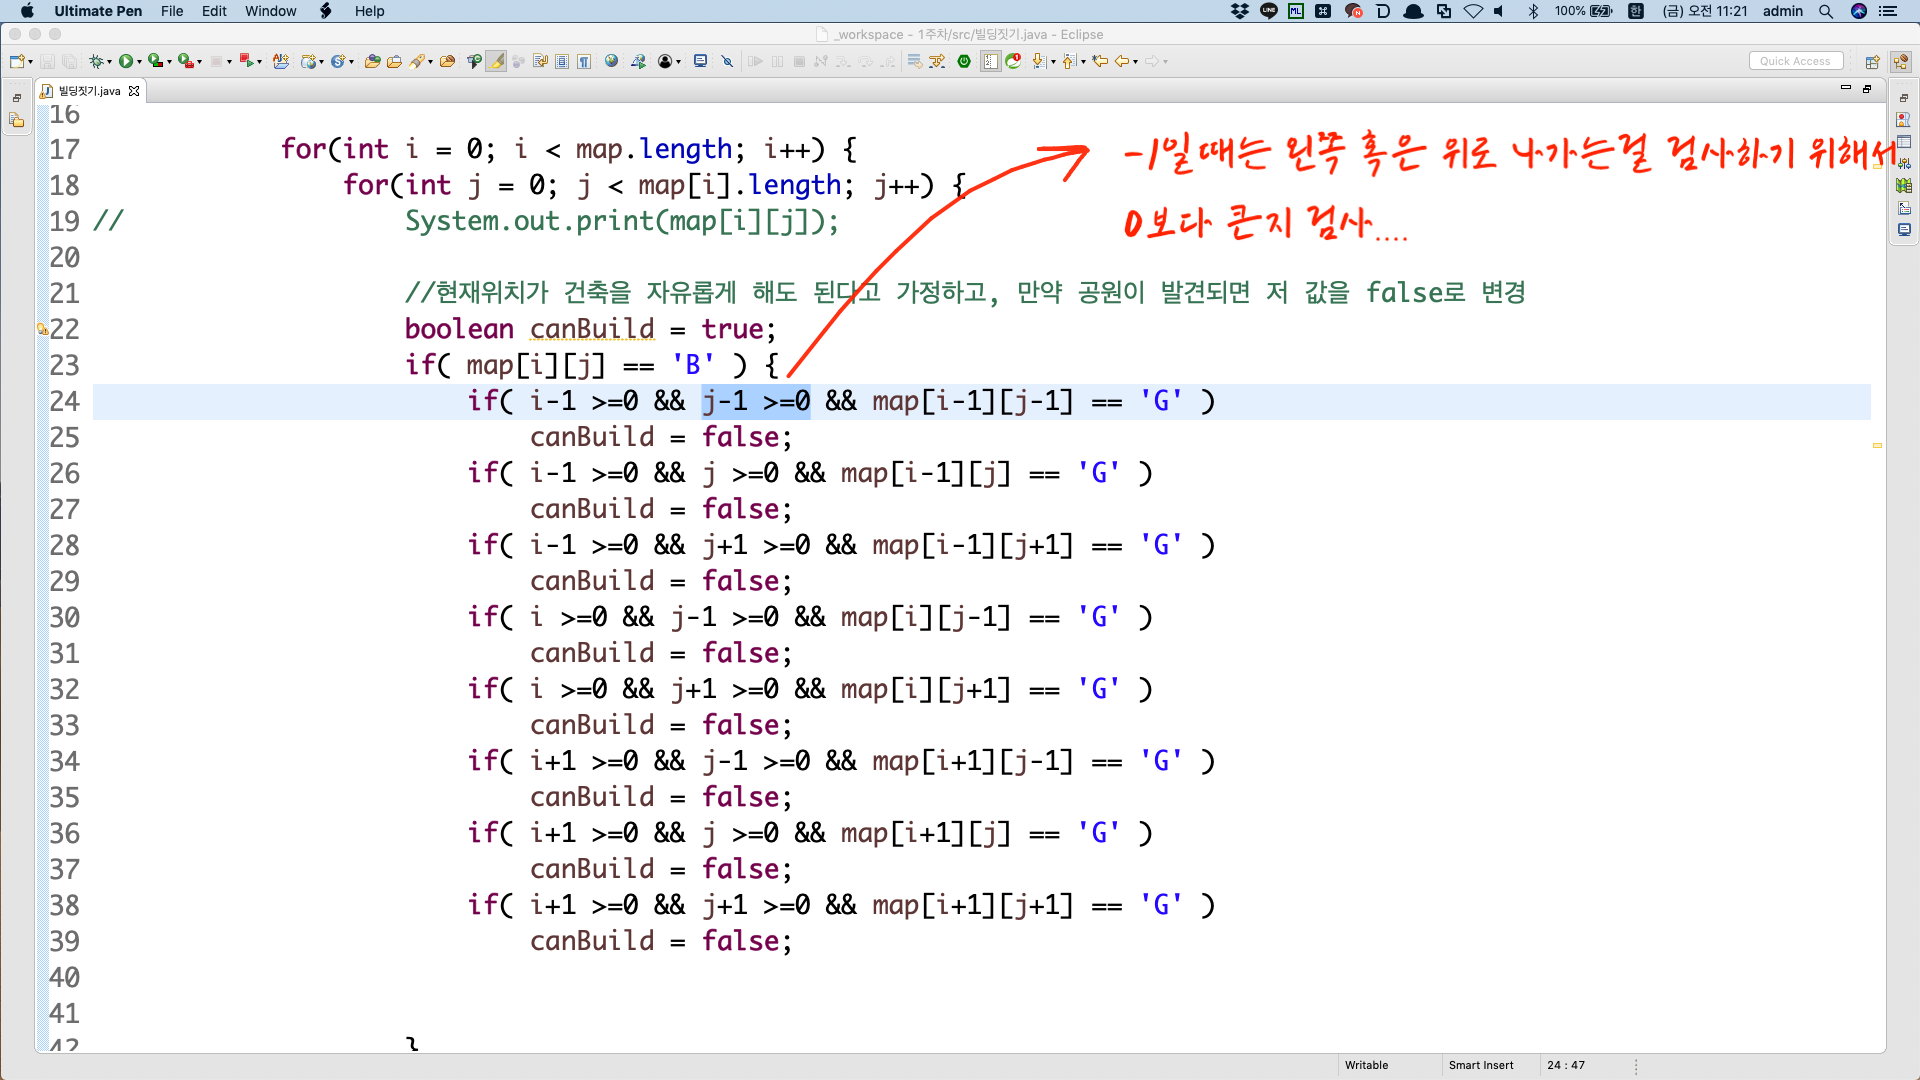 Ultimate Pen File Edit Window Help 100% 한 (금) 오전 11:21 admin
_workspace - 1주차/src/빌딩짓기.java - Eclipse
Quick Access
빌딩짓기.java
16
17 for(int i = 0; i < map.length; i++) {
18 for(int j = 0; j < map[i].length; j++) {
19 // System.out.print(map[i][j]);
20
21 //현재위치가 건축을 자유롭게 해도 된다고 가정하고, 만약 공원이 발견되면 저 값을 false로 변경
22 boolean canBuild = true;
23 if( map[i][j] == 'B' ) {
24 if( i-1 >=0 && j-1 >=0 && map[i-1][j-1] == 'G' )
25 canBuild = false;
26 if( i-1 >=0 && j >=0 && map[i-1][j] == 'G' )
27 canBuild = false;
28 if( i-1 >=0 && j+1 >=0 && map[i-1][j+1] == 'G' )
29 canBuild = false;
30 if( i >=0 && j-1 >=0 && map[i][j-1] == 'G' )
31 canBuild = false;
32 if( i >=0 && j+1 >=0 && map[i][j+1] == 'G' )
33 canBuild = false;
34 if( i+1 >=0 && j-1 >=0 && map[i+1][j-1] == 'G' )
35 canBuild = false;
36 if( i+1 >=0 && j >=0 && map[i+1][j] == 'G' )
37 canBuild = false;
38 if( i+1 >=0 && j+1 >=0 && map[i+1][j+1] == 'G' )
39 canBuild = false;
40
41
42 }
-1일때는 왼쪽 혹은 위로 나가는걸 검사하기 위해서
0보다 큰지 검사....
Writable Smart Insert 24 : 47